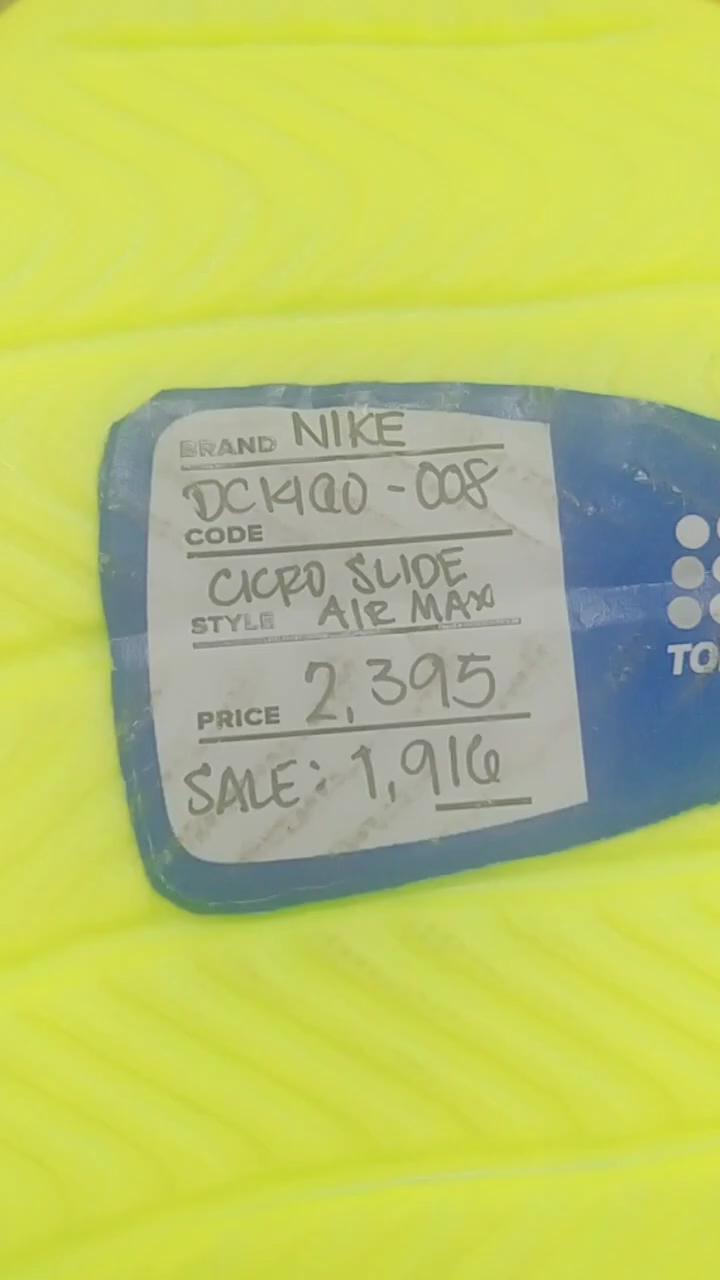 BRAND NIKE
DC1460-008
CODE
CICRO SLIDE
STYLE AIR MAX
PRICE 2,395
SALE: 1,916
TO